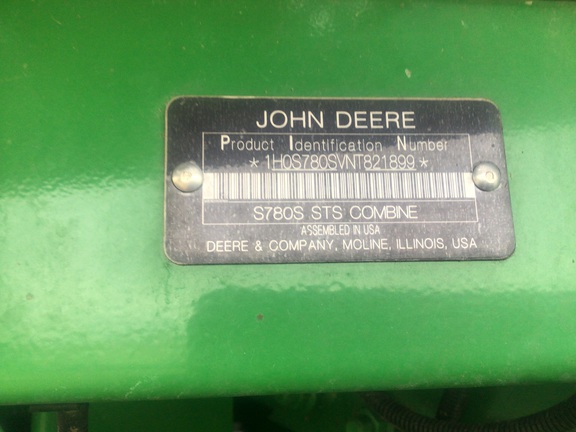 JOHN DEERE
Product Identification Number
*1H0S780SVNT821899*
S780S STS COMBINE
ASSEMBLED IN USA
DEERE & COMPANY, MOLINE, ILLINOIS, USA